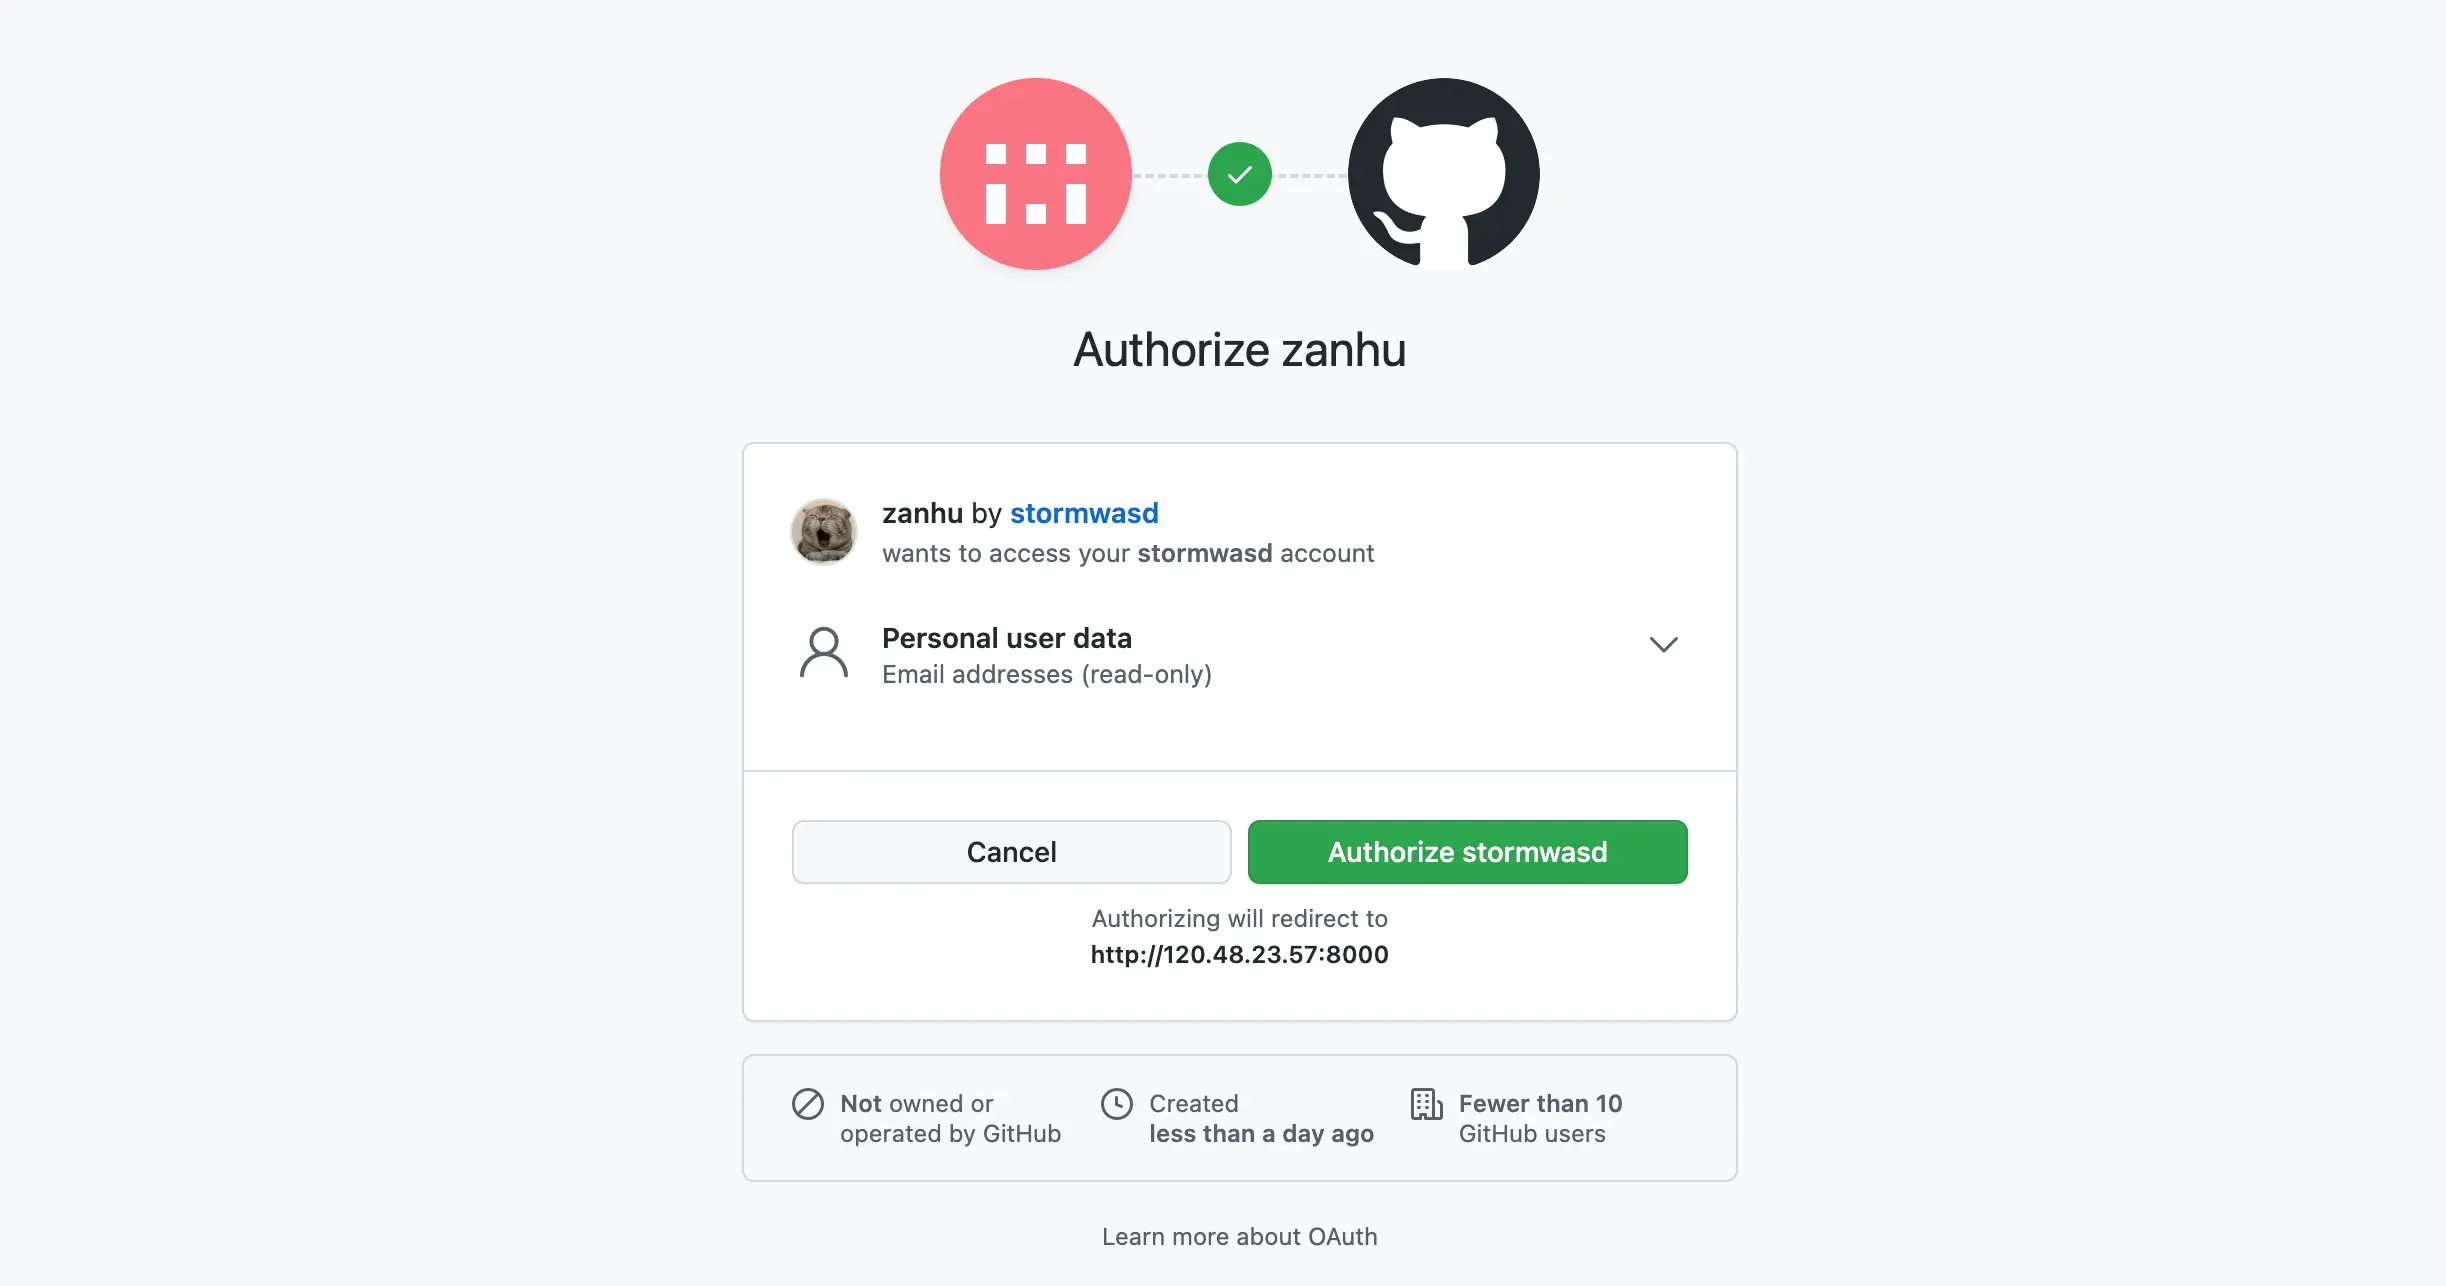 Authorize zanhu
zanhu by stormwasd
wants to access your stormwasd account
Personal user data
Email addresses (read-only)
Cancel
Authorize stormwasd
Authorizing will redirect to
http://120.48.23.57:8000
Not owned or
operated by GitHub
Created
less than a day ago
Fewer than 10
GitHub users
Learn more about OAuth